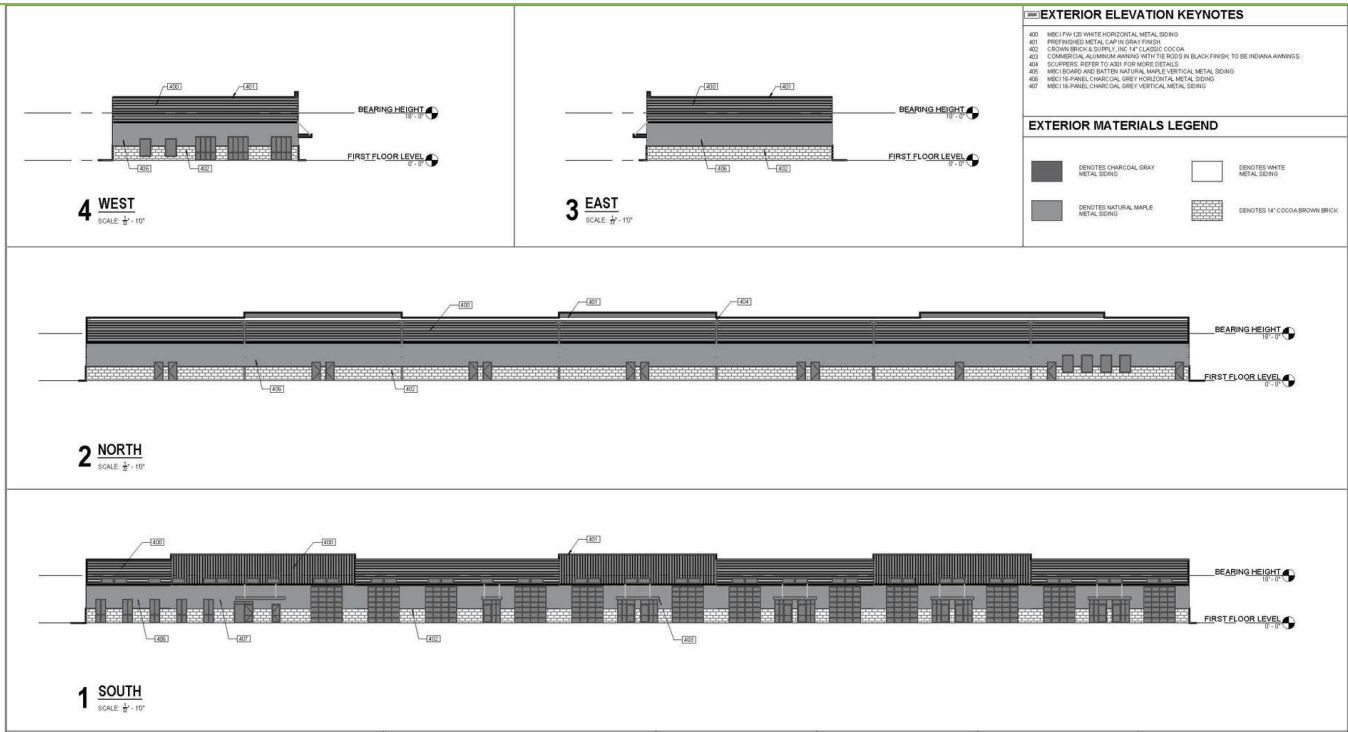 400
401
BEARING HEIGHT
18' - 0"
FIRST FLOOR LEVEL
0' - 0"
406
402
4 WEST
400
401
BEARING HEIGHT
18' - 0"
FIRST FLOOR LEVEL
0' - 0"
406
402
3 EAST
EXTERIOR ELEVATION KEYNOTES
400 MBCI FW-120 WHITE HORIZONTAL METAL SIDING
401 PREFINISHED METAL CAP IN GRAY FINISH
402 CROWN BRICK & SUPPLY, INC 14" CLASSIC COCOA
403 COMMERCIAL ALUMINUM AWNING WITH TIE RODS IN BLACK FINISH; TO BE INDIANA AWNINGS.
404 SCUPPERS. REFER TO A301 FOR MORE DETAILS.
405 MBCI BOARD AND BATTEN NATURAL MAPLE VERTICAL METAL SIDING
406 MBCI 16-PANEL CHARCOAL GREY HORIZONTAL METAL SIDING
407 MBCI 16-PANEL CHARCOAL GREY VERTICAL METAL SIDING
EXTERIOR MATERIALS LEGEND
DENOTES CHARCOAL GRAY
METAL SIDING
DENOTES WHITE
METAL SIDING
DENOTES NATURAL MAPLE
METAL SIDING
DENOTES 14" COCOA BROWN BRICK
400
401
404
BEARING HEIGHT
18' - 0"
FIRST FLOOR LEVEL
0' - 0"
406
402
2 NORTH
400
400
401
BEARING HEIGHT
18' - 0"
FIRST FLOOR LEVEL
0' - 0"
406
407
402
403
1 SOUTH